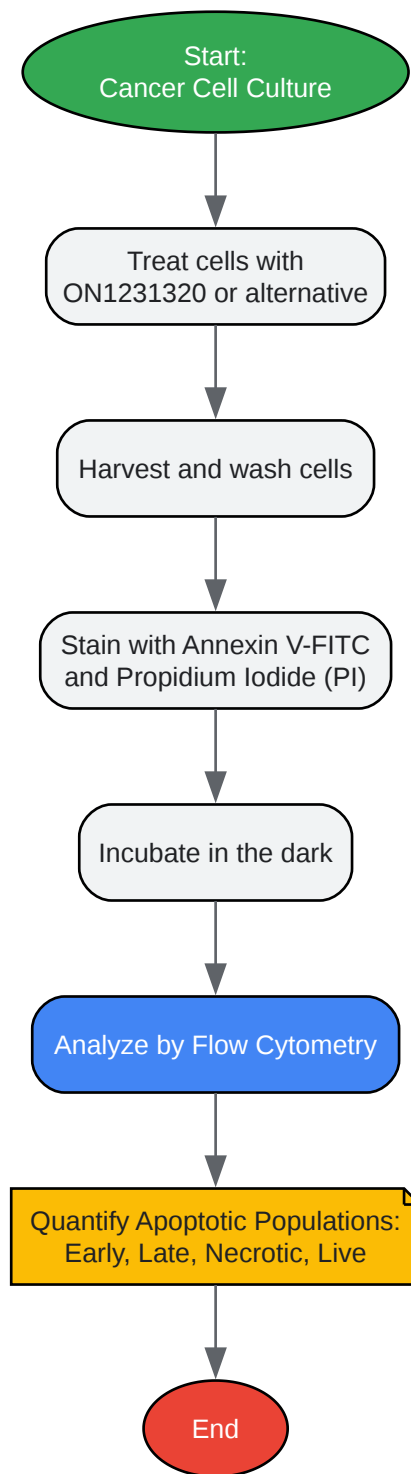 Start:
Cancer Cell Culture
Treat cells with
ON1231320 or alternative
Harvest and wash cells
Stain with Annexin V-FITC
and Propidium Iodide (PI)
Incubate in the dark
Analyze by Flow Cytometry
Quantify Apoptotic Populations:
Early, Late, Necrotic, Live
End